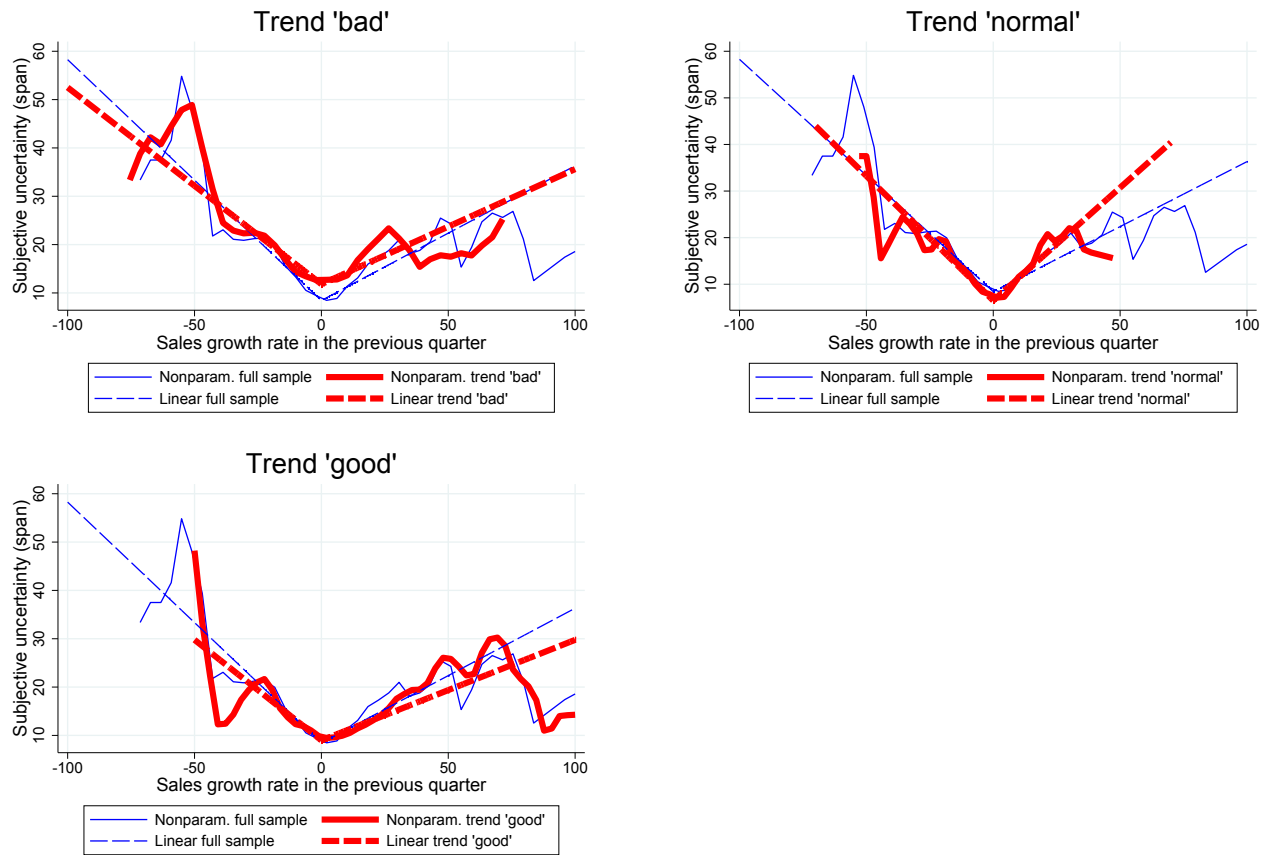 Trend 'bad'
Subjective uncertainty (span)
60
50
40
30
20
10
-100 -50 0 50 100
Sales growth rate in the previous quarter
Nonparam. full sample Nonparam. trend 'bad'
Linear full sample Linear trend 'bad'
Trend 'normal'
Subjective uncertainty (span)
60
50
40
30
20
10
-100 -50 0 50 100
Sales growth rate in the previous quarter
Nonparam. full sample Nonparam. trend 'normal'
Linear full sample Linear trend 'normal'
Trend 'good'
Subjective uncertainty (span)
60
50
40
30
20
10
-100 -50 0 50 100
Sales growth rate in the previous quarter
Nonparam. full sample Nonparam. trend 'good'
Linear full sample Linear trend 'good'